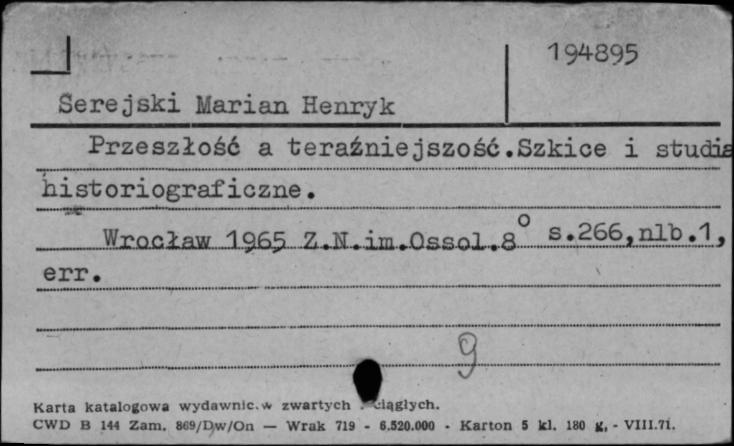 194895
Serejski Marian Henryk
Przeszłość a teraźniejszość.Szkice i studia
historiograficzne.
Wrocław 1965 Z.N.im.Ossol.8° s.266,nlb.1,
err.
9
Karta katalogowa wydawnic.w zwartych ciągłych.
CWD B 144 Zam. 869/Dw/On — Wrak 719 - 6.520.000 - Karton 5 kl. 180 g, - VIII.71.